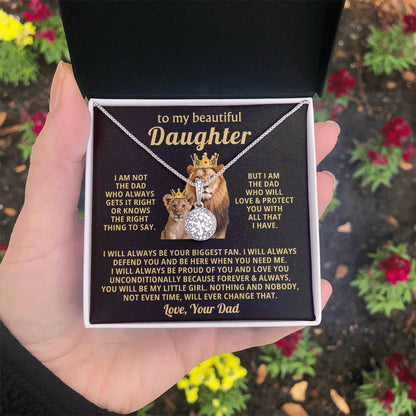 to my beautiful
Daughter
I AM NOT
THE DAD
WHO ALWAYS
GETS IT RIGHT
OR KNOWS
THE RIGHT
THING TO SAY.
BUT I AM
THE DAD
WHO WILL
LOVE & PROTECT
YOU WITH
ALL THAT
I HAVE.
I WILL ALWAYS BE YOUR BIGGEST FAN. I WILL ALWAYS
DEFEND YOU AND BE HERE WHEN YOU NEED ME.
I WILL ALWAYS BE PROUD OF YOU AND LOVE YOU
UNCONDITIONALLY BECAUSE FOREVER & ALWAYS,
YOU WILL BE MY LITTLE GIRL. NOTHING AND NOBODY,
NOT EVEN TIME, WILL EVER CHANGE THAT.
Love, Your Dad